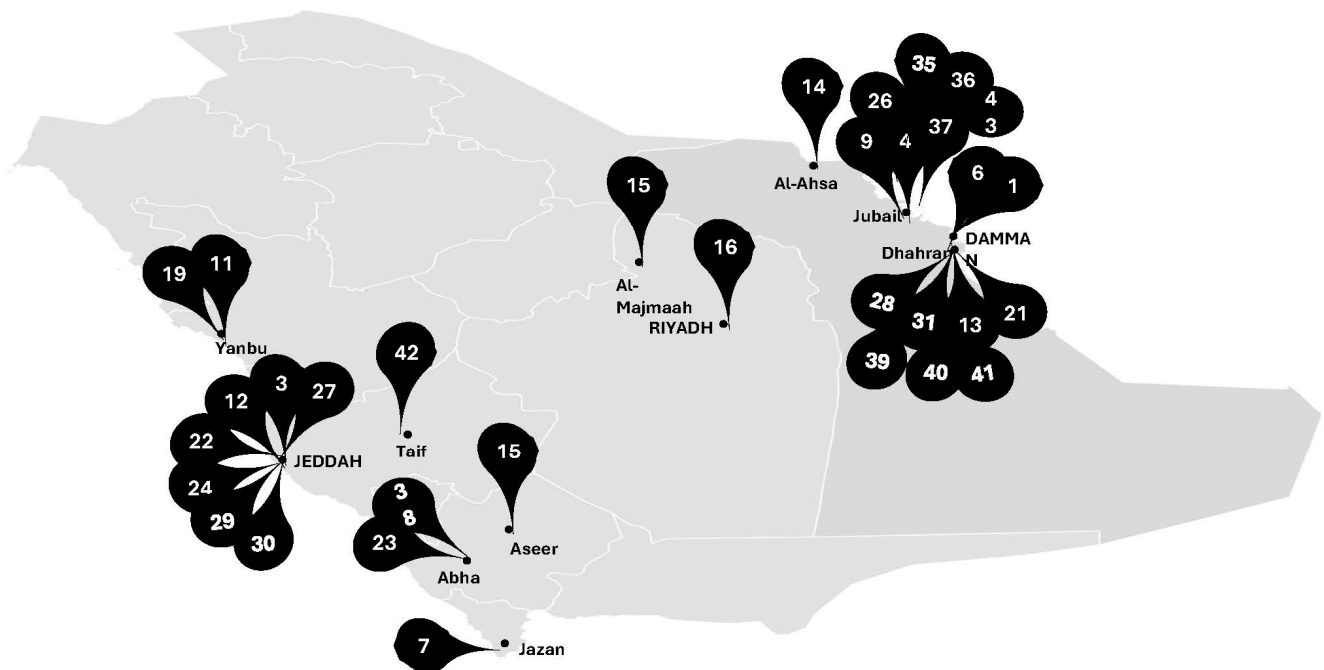 35
36
14
4
3
26
37
9
4
6
1
Al-Ahsa
15
Jubail
16
DAMMA
N
Dhahran
19
11
Al-
Majmaah
RIYADH
28
31
13
21
Yanbu
42
39
40
41
3
27
12
22
JEDDAH
Taif
15
24
3
8
29
30
23
Aseer
Abha
7
Jazan